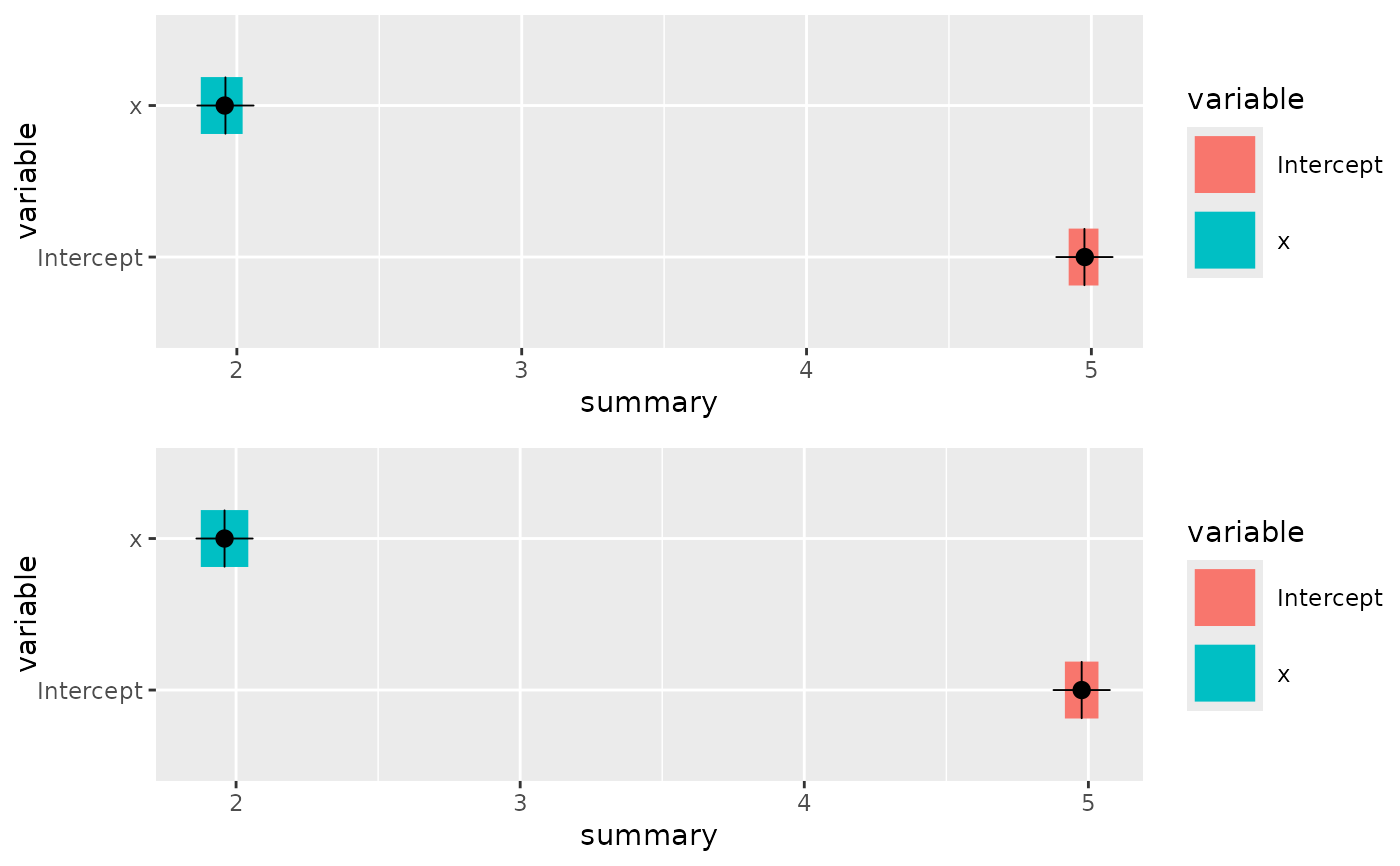 variable
x
Intercept
2 3 4 5
summary
variable
Intercept
x
variable
x
Intercept
2 3 4 5
summary
variable
Intercept
x